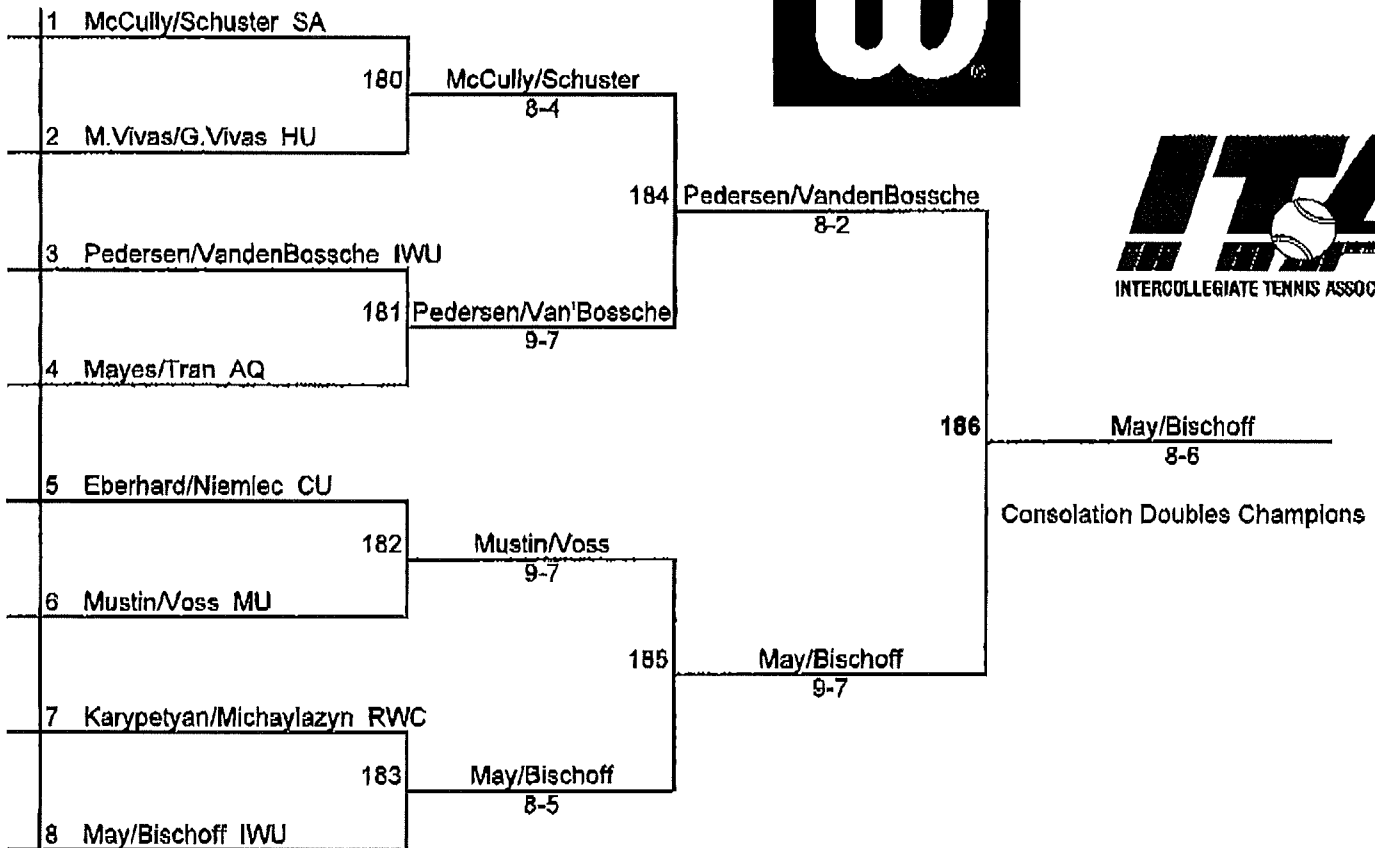 1 McCully/Schuster SA
180 McCully/Schuster
8-4
2 M.Vivas/G.Vivas HU
184 Pedersen/VandenBossche
8-2
3 Pedersen/VandenBossche IWU
181 Pedersen/Van'Bossche
9-7
4 Mayes/Tran AQ
186 May/Bischoff
8-6
Consolation Doubles Champions
5 Eberhard/Niemiec CU
182 Mustin/Voss
9-7
6 Mustin/Voss MU
185 May/Bischoff
9-7
7 Karypetyan/Michaylazyn RWC
183 May/Bischoff
8-5
8 May/Bischoff IWU
W
®
ITA
INTERCOLLEGIATE TENNIS ASSOC